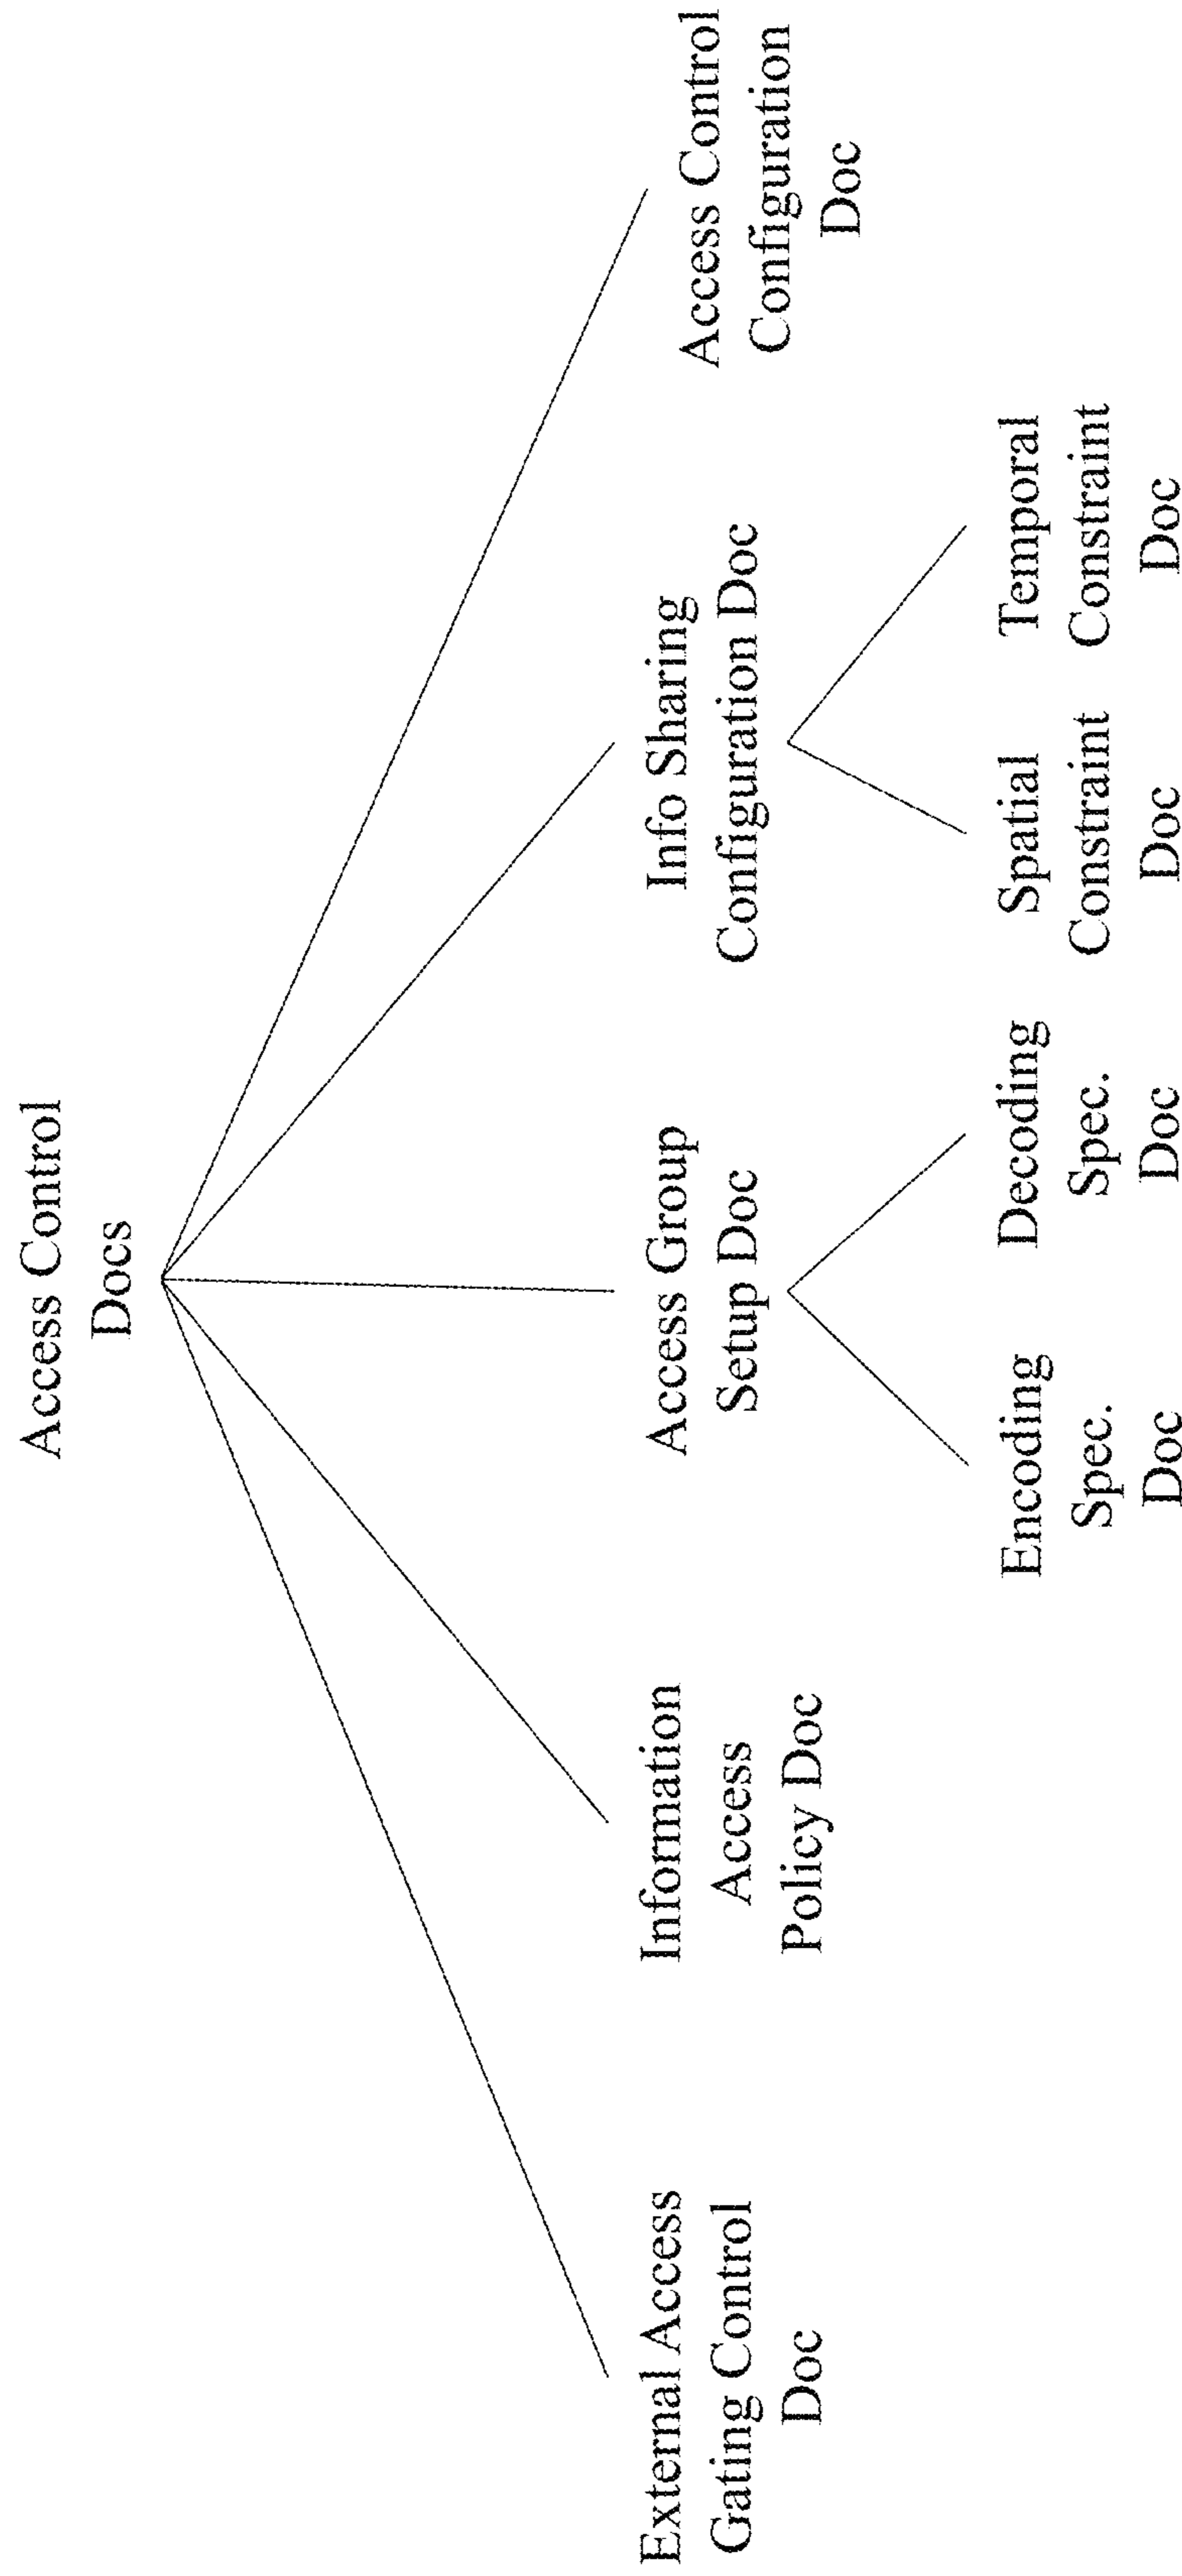 Access Control
Docs
External Access
Gating Control
Doc
Information
Access
Policy Doc
Access Group
Setup Doc
Info Sharing
Configuration Doc
Access Control
Configuration
Doc
Encoding
Spec.
Doc
Decoding
Spec.
Doc
Spatial
Constraint
Doc
Temporal
Constraint
Doc